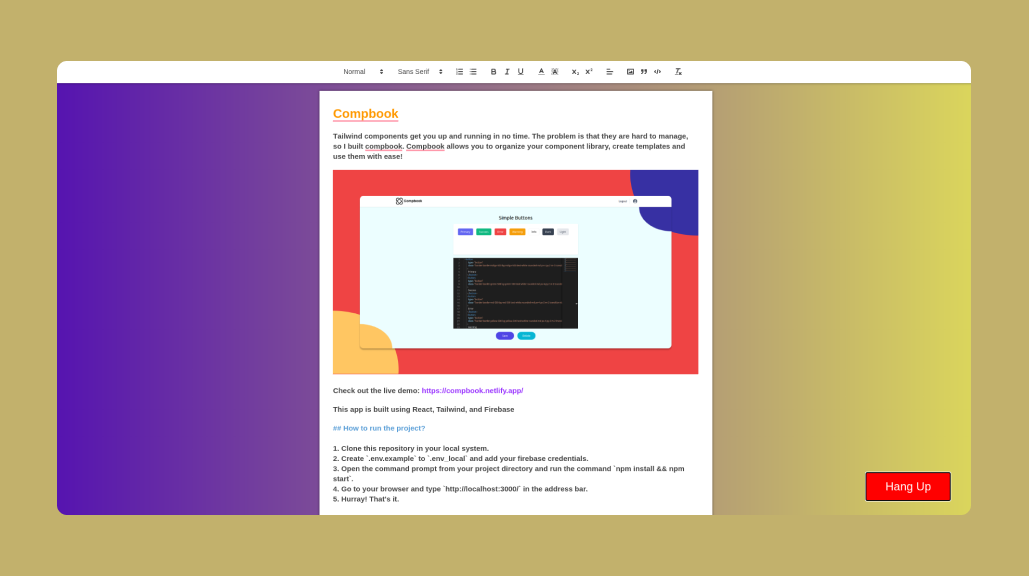 Normal Sans Serif
Compbook
Tailwind components get you up and running in no time. The problem is that they are hard to manage,
so I built compbook. Compbook allows you to organize your component library, create templates and
use them with ease!
Compbook
Simple Buttons
Check out the live demo: https://compbook.netlify.app/
This app is built using React, Tailwind, and Firebase
## How to run the project?
1. Clone this repository in your local system.
2. Create `.env.example` to `.env_local` and add your firebase credentials.
3. Open the command prompt from your project directory and run the command `npm install && npm
start`.
4. Go to your browser and type `http://localhost:3000/` in the address bar.
5. Hurray! That's it.
Hang Up